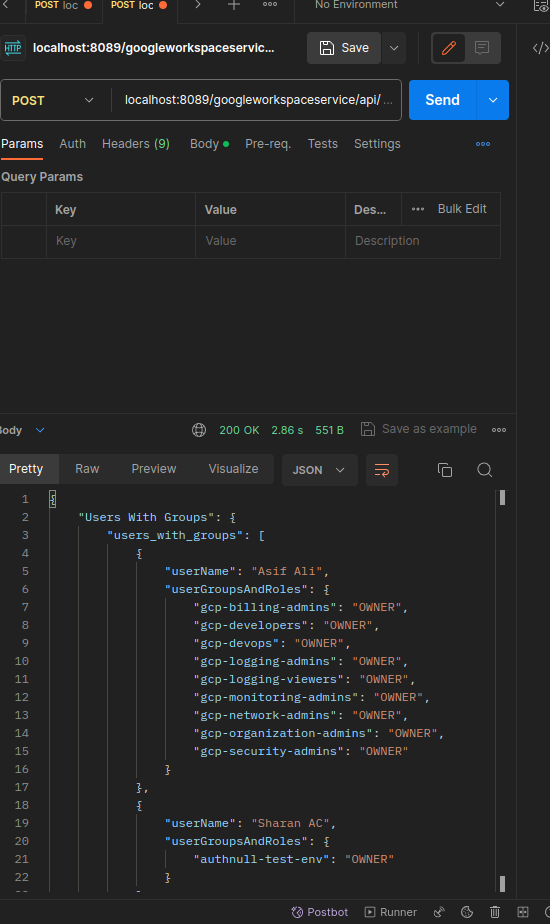 POST loc
POST loc
No Environment
HTTP
localhost:8089/googleworkspaceservic...
Save
POST
localhost:8089/googleworkspaceservice/api/ ...
Send
Params Auth Headers (9) Body Pre-req. Tests Settings
Query Params
Key Value Des... Bulk Edit
Key Value Description
Body
200 OK 2.86 s 551 B Save as example
Pretty Raw Preview Visualize JSON
1 {
2 "Users With Groups": {
3 "users_with_groups": [
4 {
5 "userName": "Asif Ali",
6 "userGroupsAndRoles": {
7 "gcp-billing-admins": "OWNER",
8 "gcp-developers": "OWNER",
9 "gcp-devops": "OWNER",
10 "gcp-logging-admins": "OWNER",
11 "gcp-logging-viewers": "OWNER",
12 "gcp-monitoring-admins": "OWNER",
13 "gcp-network-admins": "OWNER",
14 "gcp-organization-admins": "OWNER",
15 "gcp-security-admins": "OWNER"
16 }
17 },
18 {
19 "userName": "Sharan AC",
20 "userGroupsAndRoles": {
21 "authnull-test-env": "OWNER"
22 }
Postbot Runner